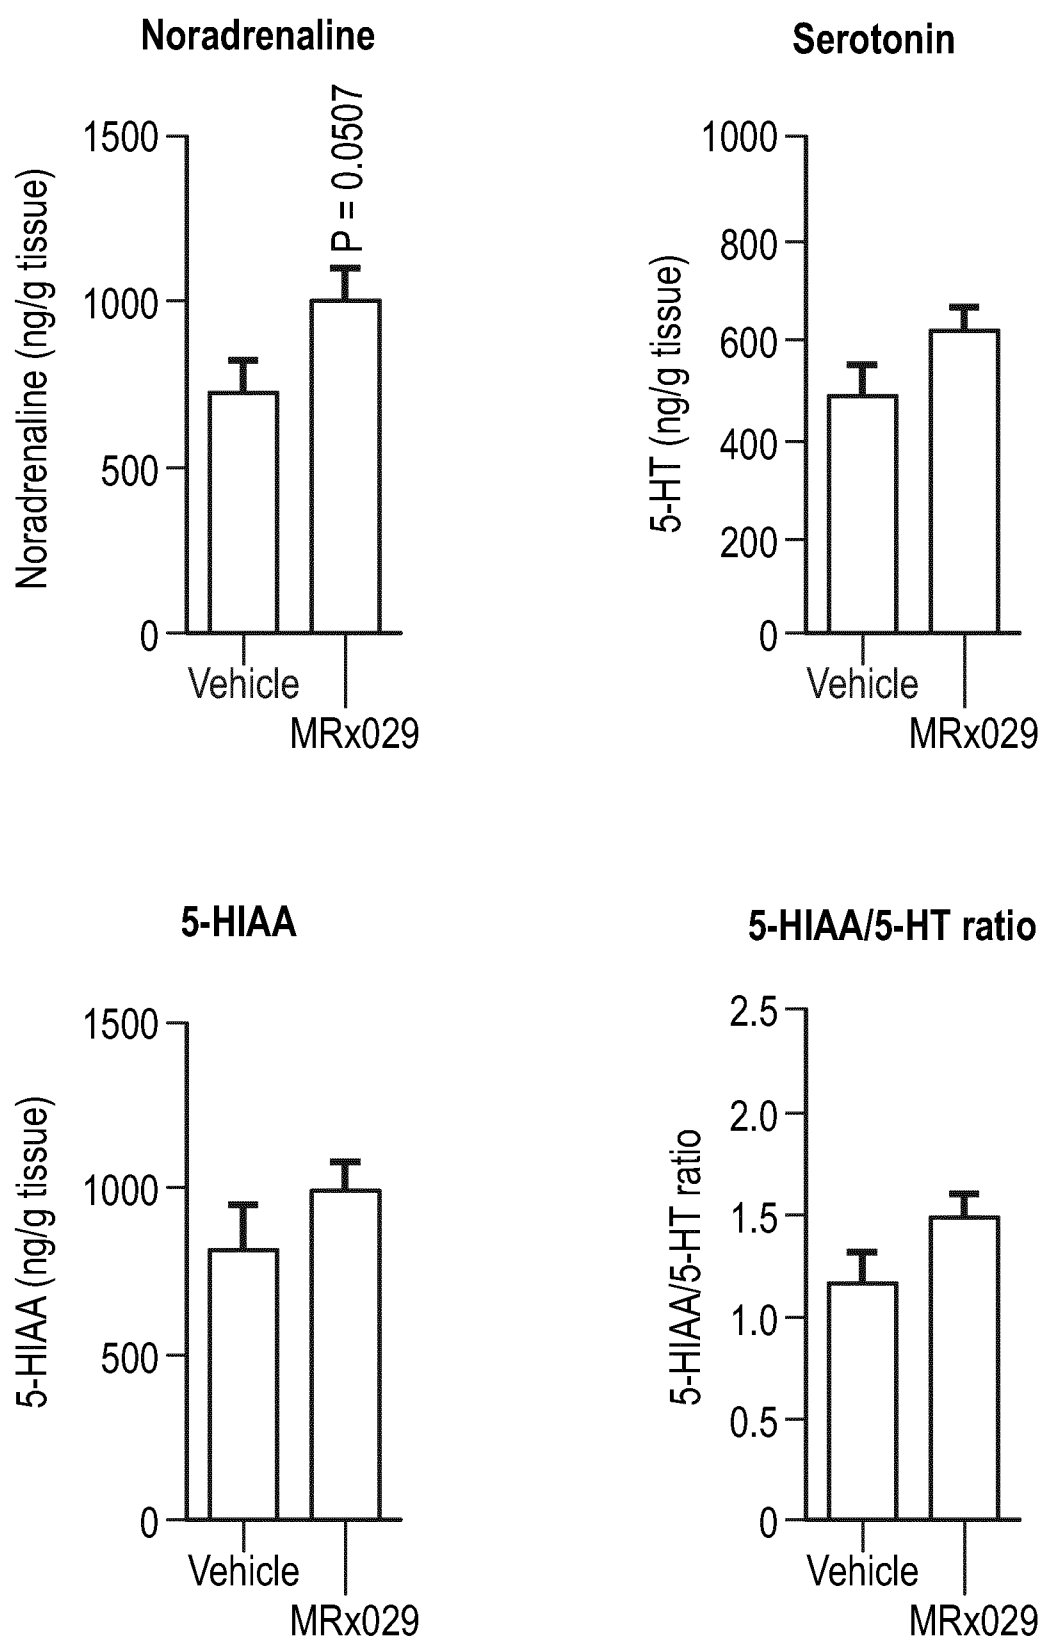 Noradrenaline
Noradrenaline (ng/g tissue)
1500
1000
500
0
P = 0.0507
Vehicle
MRx029
Serotonin
5-HT (ng/g tissue)
1000
800
600
400
200
0
Vehicle
MRx029
5-HIAA
5-HIAA (ng/g tissue)
1500
1000
500
0
Vehicle
MRx029
5-HIAA/5-HT ratio
5-HIAA/5-HT ratio
2.5
2.0
1.5
1.0
0.5
0
Vehicle
MRx029